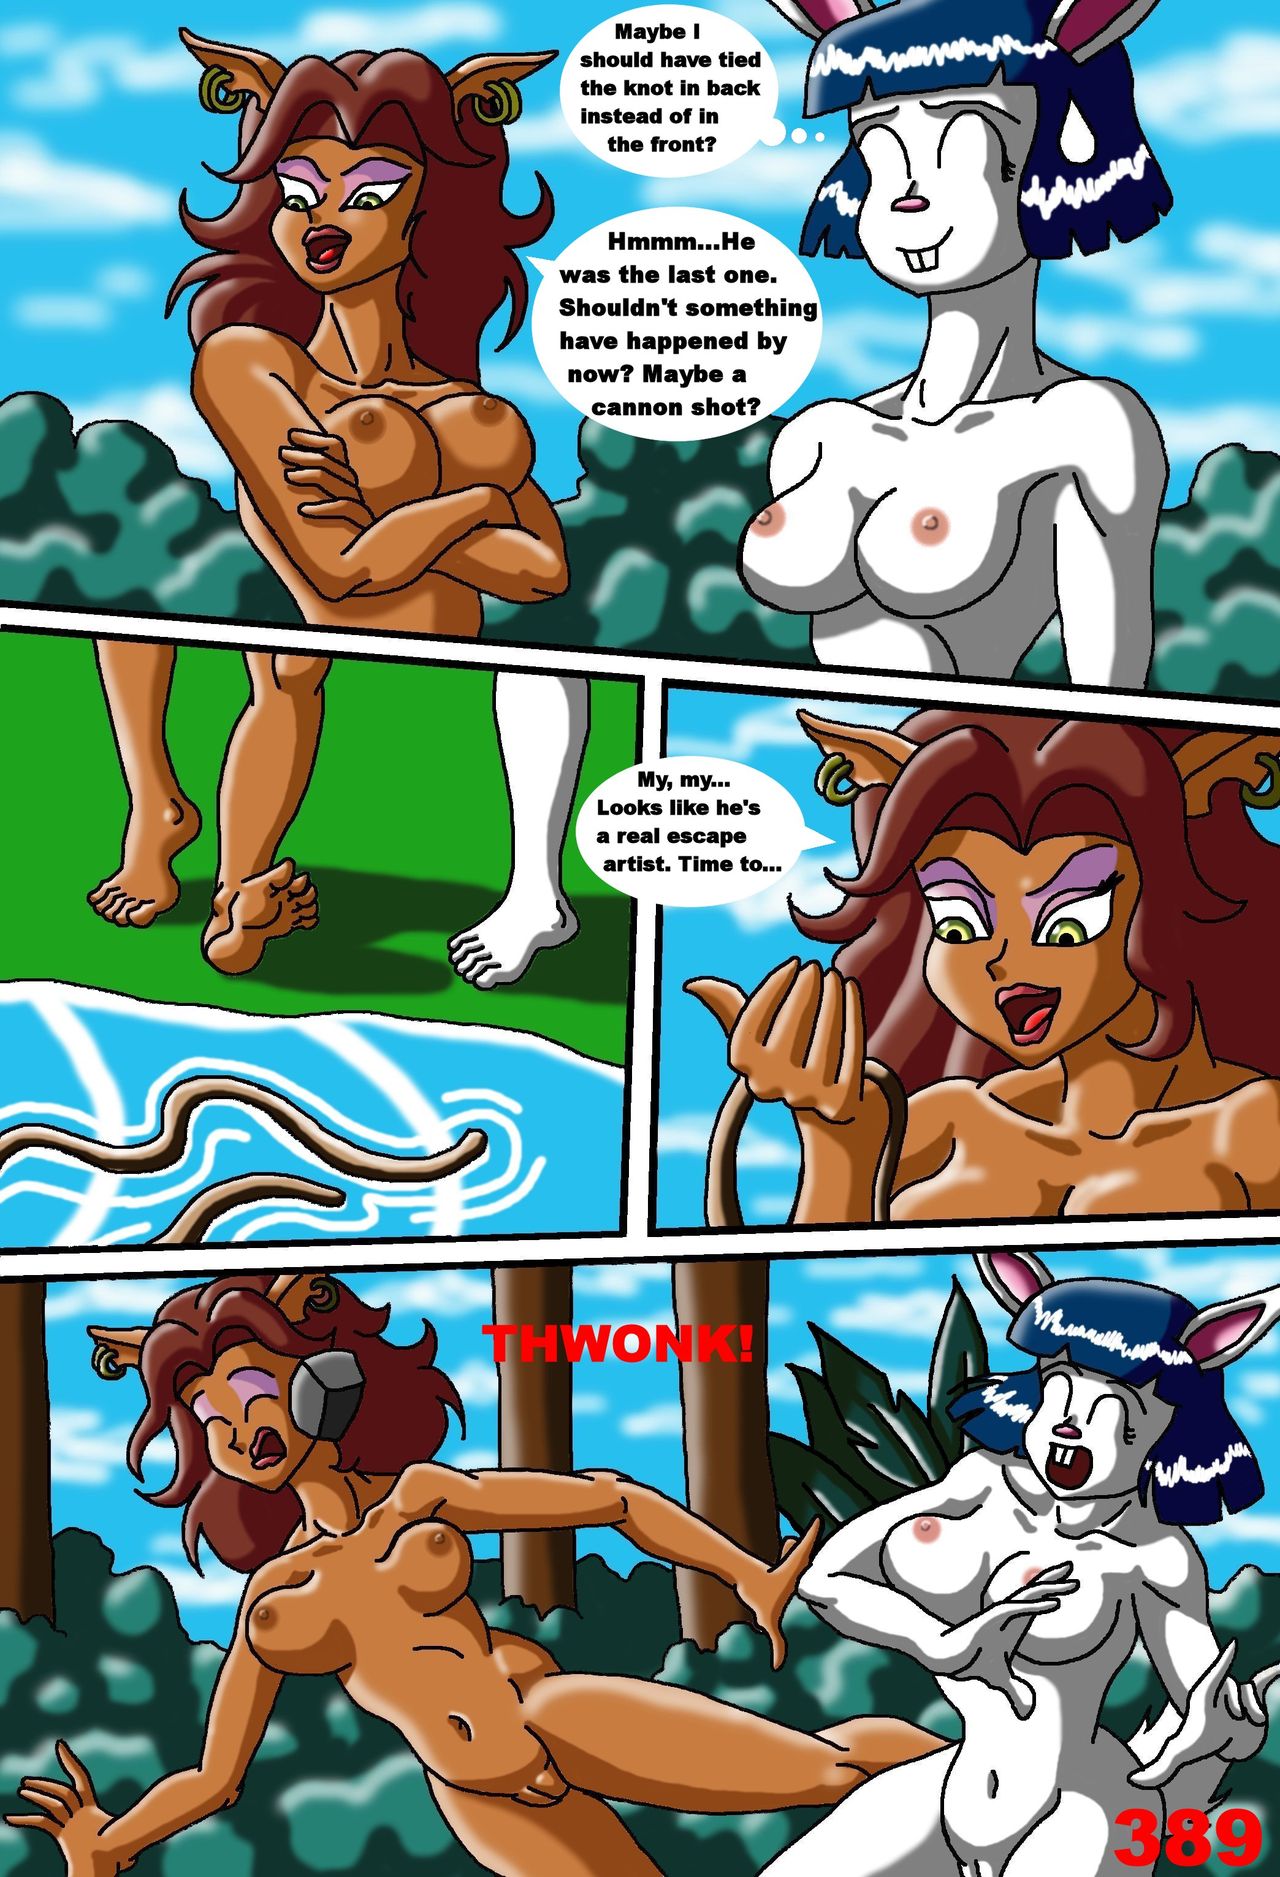 Maybe I
should have tied
the knot in back
instead of in
the front?
Hmmm...He
was the last one.
Shouldn't something
have happened by
now? Maybe a
cannon shot?
My, my...
Looks like he's
a real escape
artist. Time to...
THWONK!
389